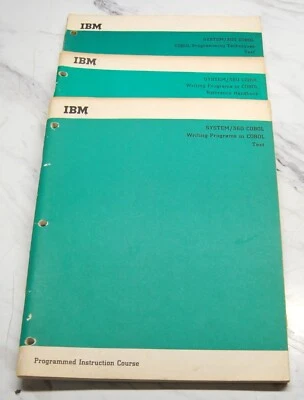 IBM
SYSTEM/360 COBOL
COBOL Programming Techniques
Text
IBM
SYSTEM/360 COBOL
Writing Programs in COBOL
Reference Handbook
IBM
SYSTEM/360 COBOL
Writing Programs in COBOL
Text
Programmed Instruction Course